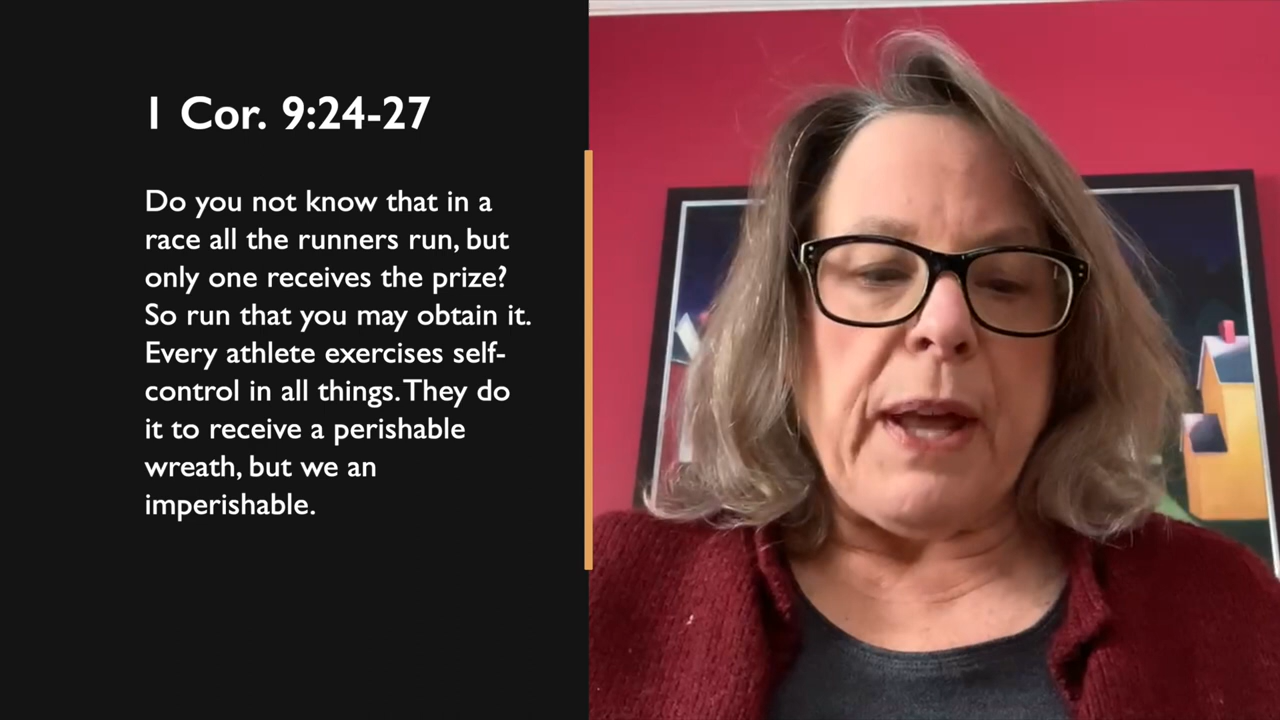 1 Cor. 9:24-27
Do you not know that in a
race all the runners run, but
only one receives the prize?
So run that you may obtain it.
Every athlete exercises self-
control in all things. They do
it to receive a perishable
wreath, but we an
imperishable.